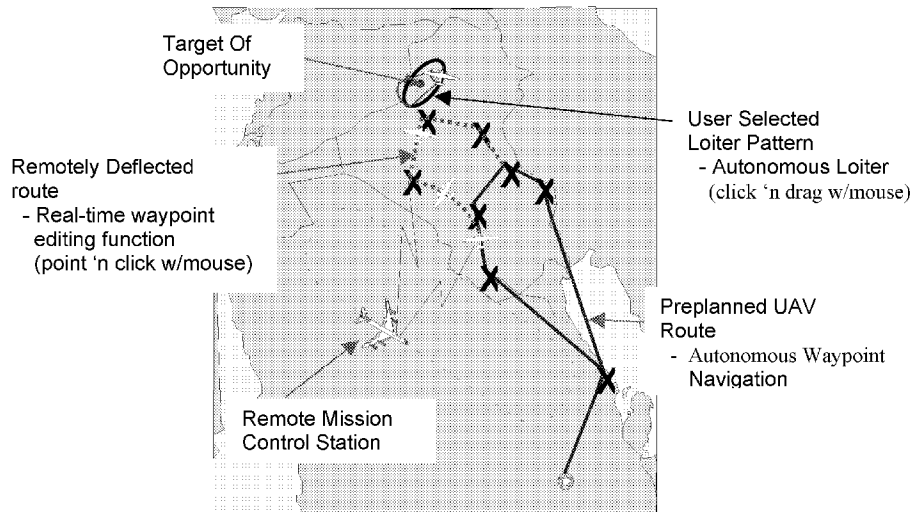 Target Of
Opportunity
User Selected
Loiter Pattern
- Autonomous Loiter
(click ‘n drag w/mouse)
Remotely Deflected
route
- Real-time waypoint
editing function
(point ‘n click w/mouse)
Preplanned UAV
Route
- Autonomous Waypoint
Navigation
Remote Mission
Control Station